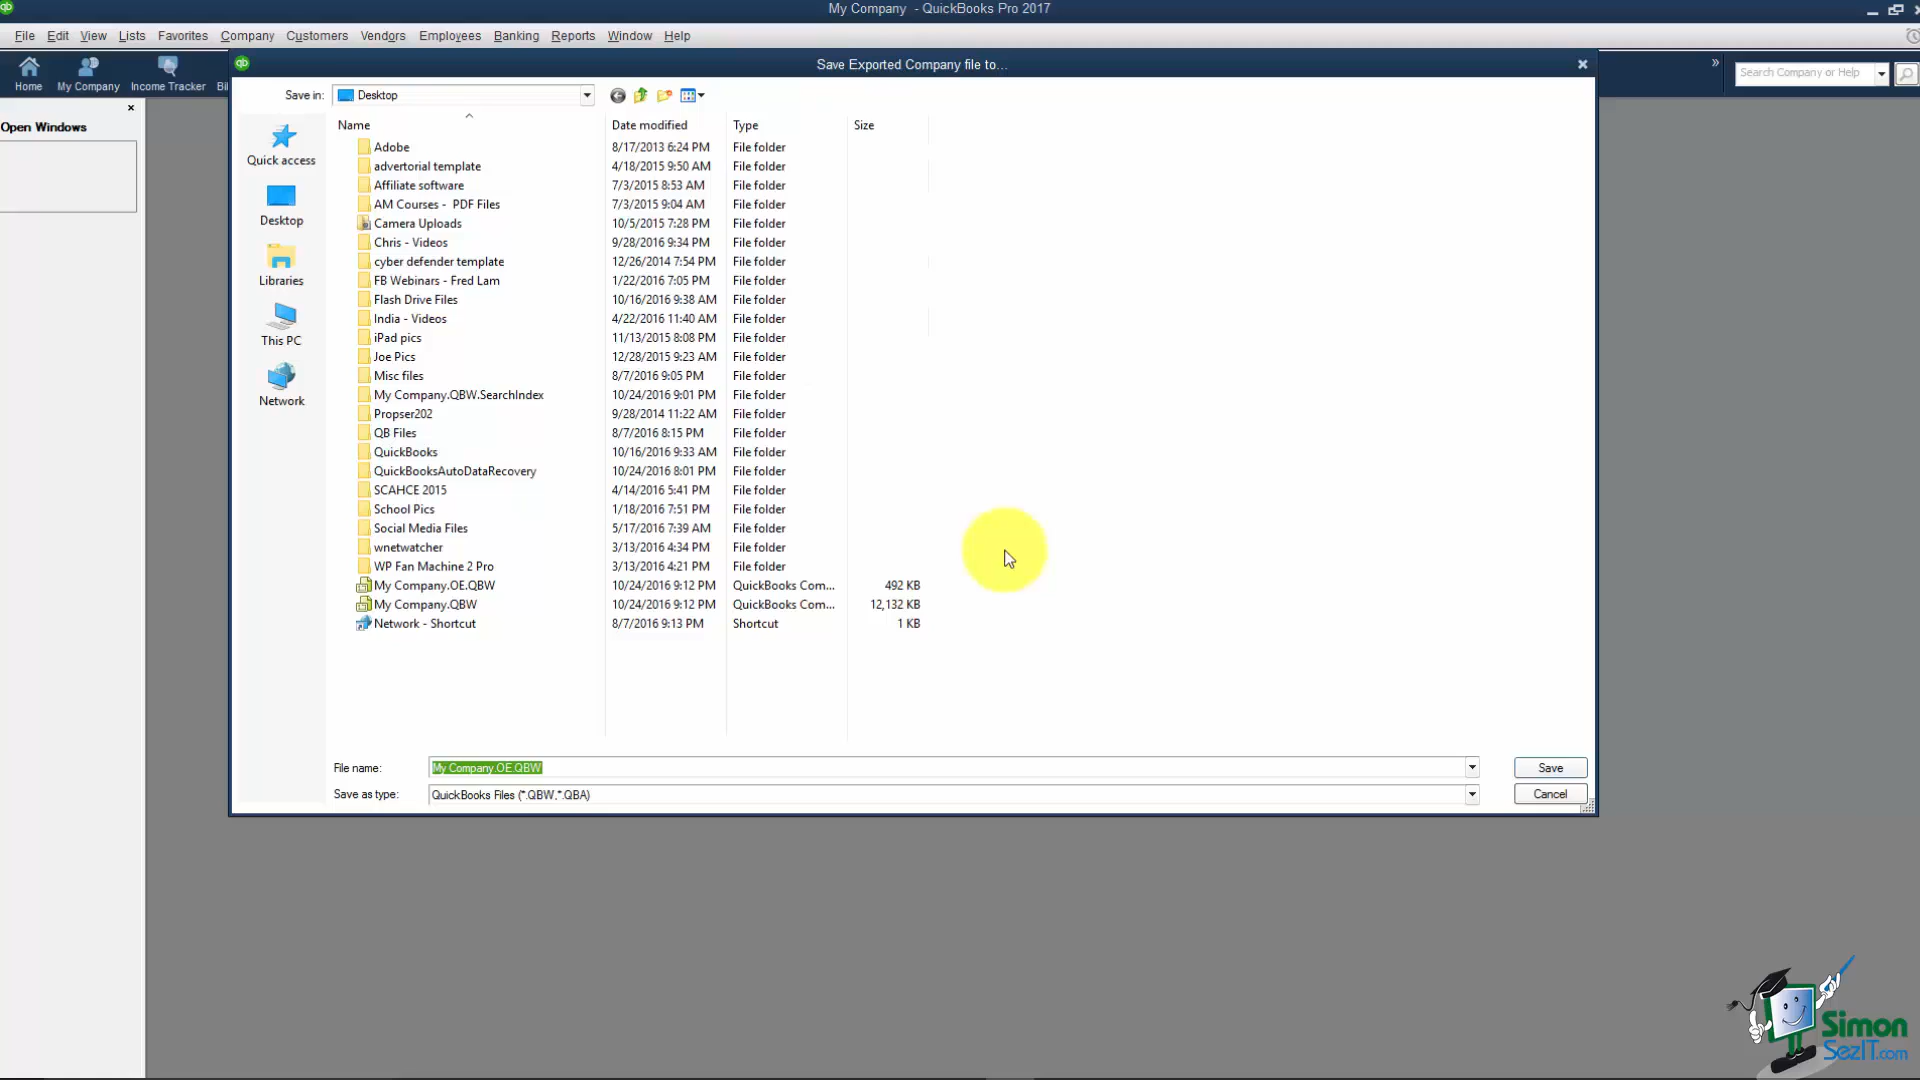 My Company - QuickBooks Pro 2017
File Edit View Lists Favorites Company Customers Vendors Employees Banking Reports Window Help
Home My Company Income Tracker
Search Company or Help
Open Windows
Save Exported Company file to...
Save in: Desktop
Quick access
Desktop
Libraries
This PC
Network
Name Date modified Type Size
Adobe 8/17/2013 6:24 PM File folder
advertorial template 4/18/2015 9:50 AM File folder
Affiliate software 7/3/2015 8:53 AM File folder
AM Courses - PDF Files 7/3/2015 9:04 AM File folder
Camera Uploads 10/5/2015 7:28 PM File folder
Chris - Videos 9/28/2016 9:34 PM File folder
cyber defender template 12/26/2014 7:54 PM File folder
FB Webinars - Fred Lam 1/22/2016 7:05 PM File folder
Flash Drive Files 10/16/2016 9:38 AM File folder
India - Videos 4/22/2016 11:40 AM File folder
iPad pics 11/13/2015 8:08 PM File folder
Joe Pics 12/28/2015 9:23 AM File folder
Misc files 8/7/2016 9:05 PM File folder
My Company.QBW.SearchIndex 10/24/2016 9:01 PM File folder
Propser202 9/28/2014 11:22 AM File folder
QB Files 8/7/2016 8:15 PM File folder
QuickBooks 10/16/2016 9:33 AM File folder
QuickBooksAutoDataRecovery 10/24/2016 8:01 PM File folder
SCAHCE 2015 4/14/2016 5:41 PM File folder
School Pics 1/18/2016 7:51 PM File folder
Social Media Files 5/17/2016 7:39 AM File folder
wnetwatcher 3/13/2016 4:34 PM File folder
WP Fan Machine 2 Pro 3/13/2016 4:21 PM File folder
My Company.OE.QBW 10/24/2016 9:12 PM QuickBooks Com... 492 KB
My Company.QBW 10/24/2016 9:12 PM QuickBooks Com... 12,132 KB
Network - Shortcut 8/7/2016 9:13 PM Shortcut 1 KB
File name: My Company.OE.QBW Save
Save as type: QuickBooks Files (*.QBW,*.QBA) Cancel
Simon
SezIT.com